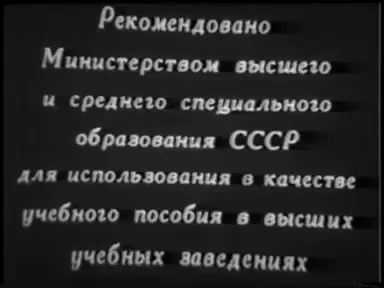 Рекомендовано
Министерством высшего
и среднего специального
образования СССР
для использования в качестве
учебного пособия в высших
учебных заведениях